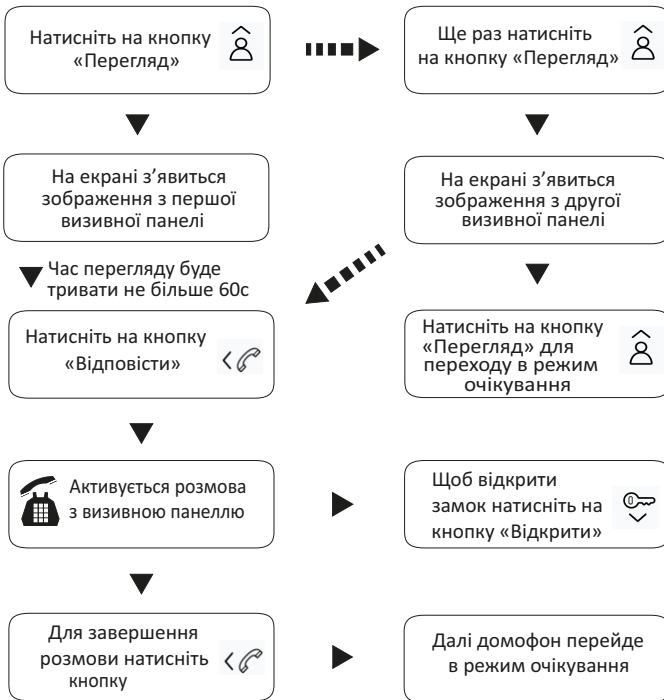 Натисніть на кнопку
«Перегляд»
Ще раз натисніть
на кнопку «Перегляд»
На екрані з’явиться
зображення з першої
визивної панелі
На екрані з’явиться
зображення з другої
визивної панелі
Час перегляду буде
тривати не більше 60с
Натисніть на кнопку
«Відповісти»
Натисніть на кнопку
«Перегляд» для
переходу в режим
очікування
Активується розмова
з визивною панеллю
Щоб відкрити
замок натисніть на
кнопку «Відкрити»
Для завершення
розмови натисніть
кнопку
Далі домофон перейде
в режим очікування